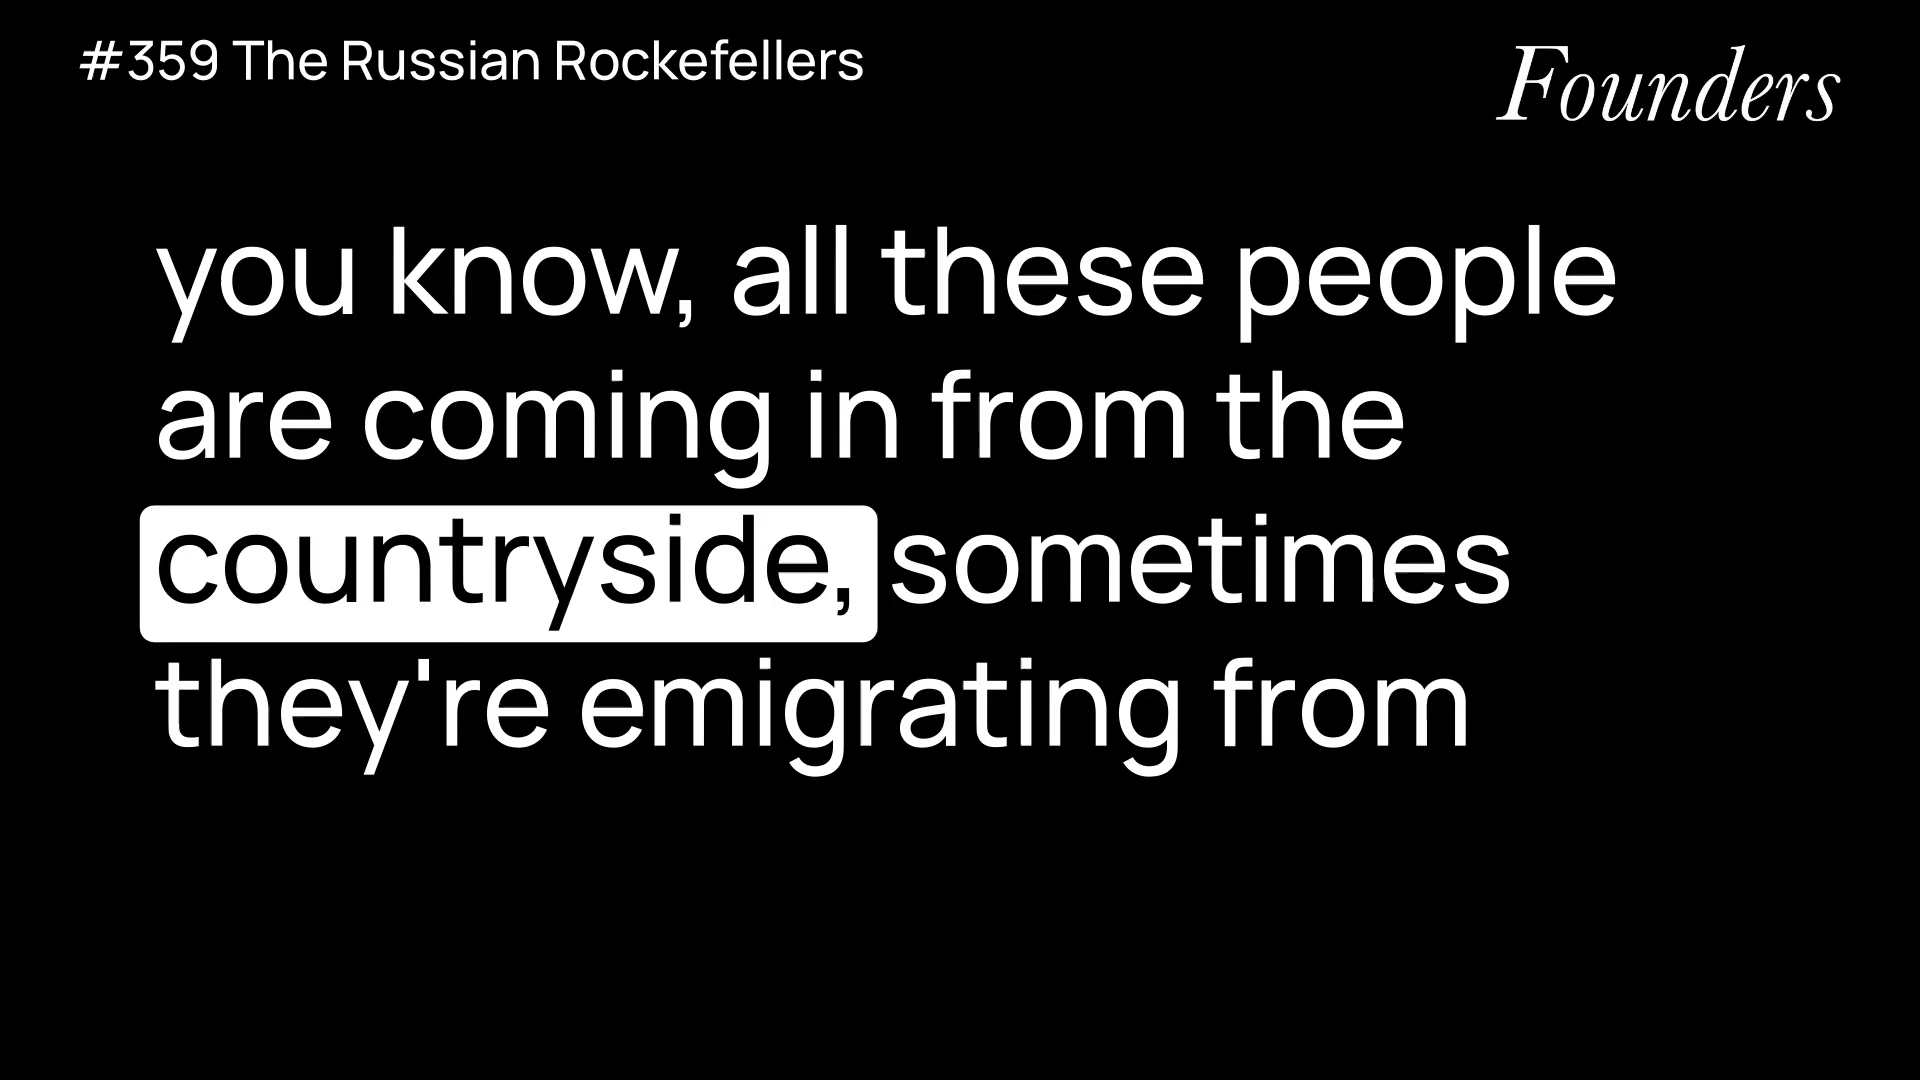 #359 The Russian Rockefellers
Founders
you know, all these people
are coming in from the
countryside, sometimes
they're emigrating from